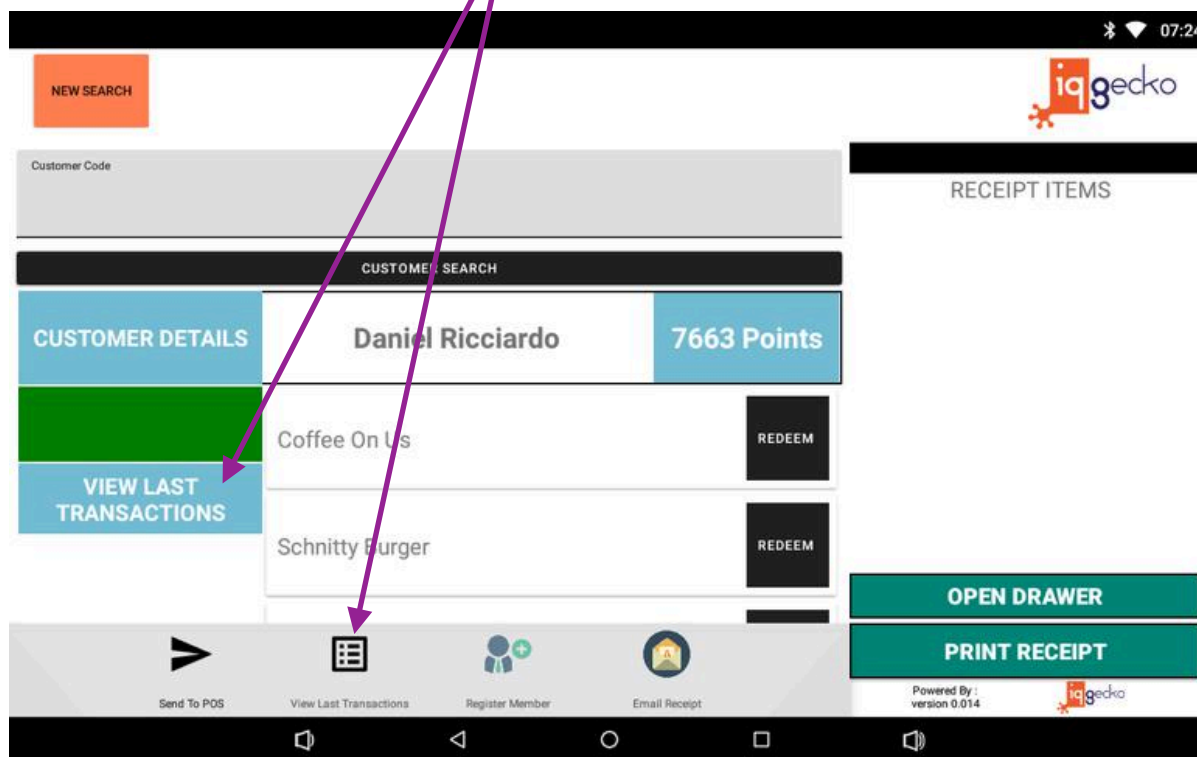 07:24
NEW SEARCH
iqgecko
Customer Code
RECEIPT ITEMS
CUSTOMER SEARCH
CUSTOMER DETAILS
Daniel Ricciardo
7663 Points
Coffee On Us
REDEEM
VIEW LAST
TRANSACTIONS
Schnitty Burger
REDEEM
OPEN DRAWER
PRINT RECEIPT
Send To POS
View Last Transactions
Register Member
Email Receipt
Powered By :
version 0.014
iqgecko